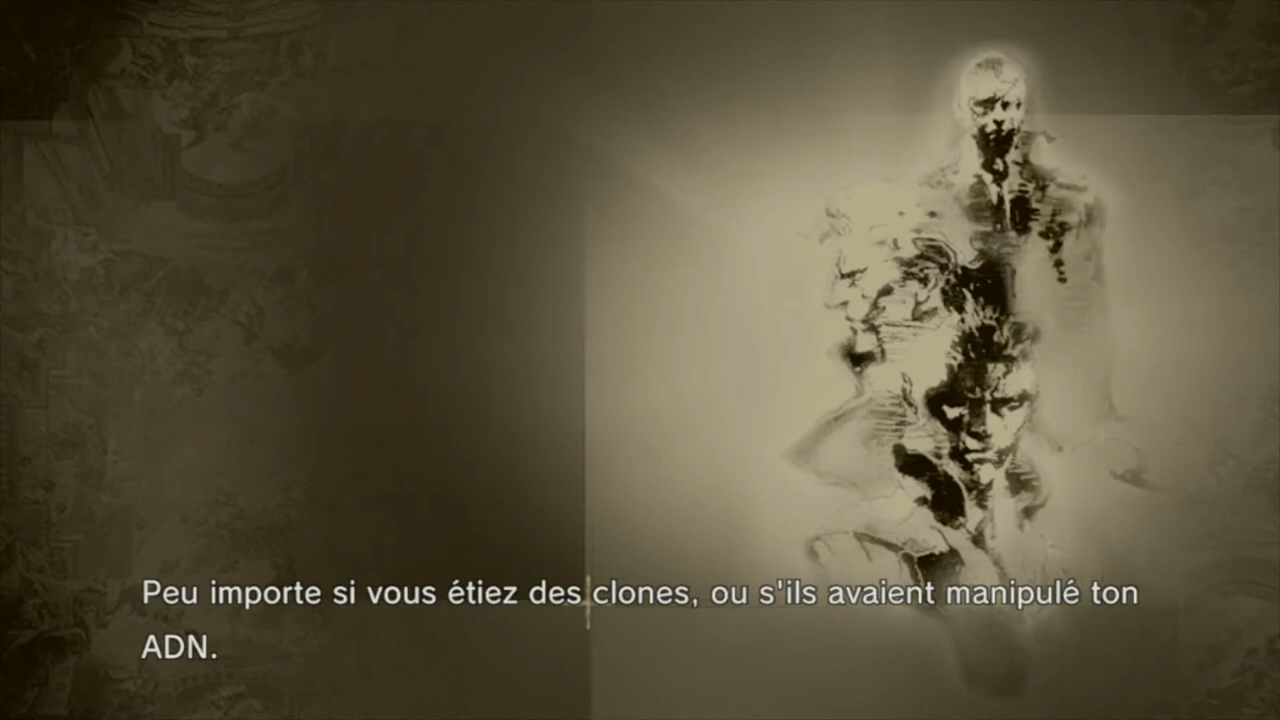 Peu importe si vous étiez des clones, ou s'ils avaient manipulé ton
ADN.